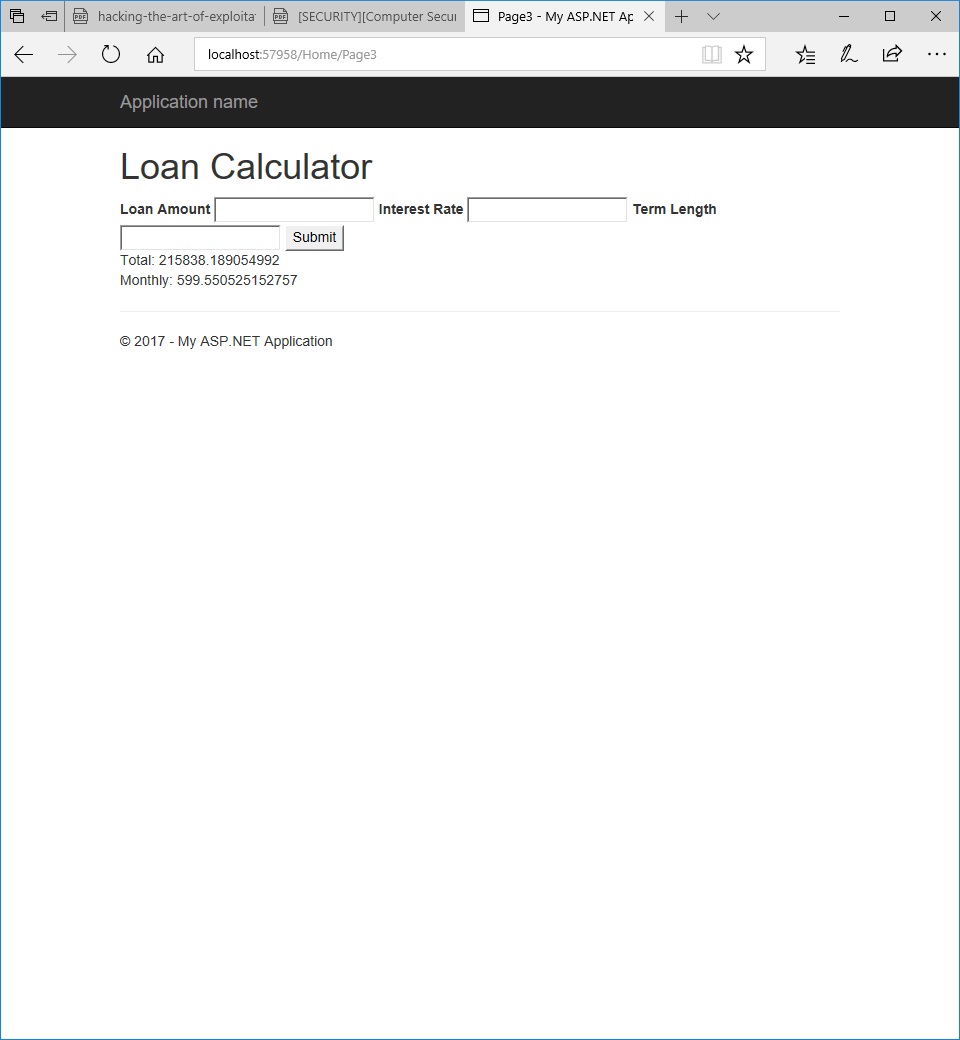 hacking-the-art-of-exploita
[SECURITY][Computer Secur
Page3 - My ASP.NET Ap
localhost:57958/Home/Page3
Application name
Loan Calculator
Loan Amount Interest Rate Term Length
Submit
Total: 215838.189054992
Monthly: 599.550525152757
© 2017 - My ASP.NET Application